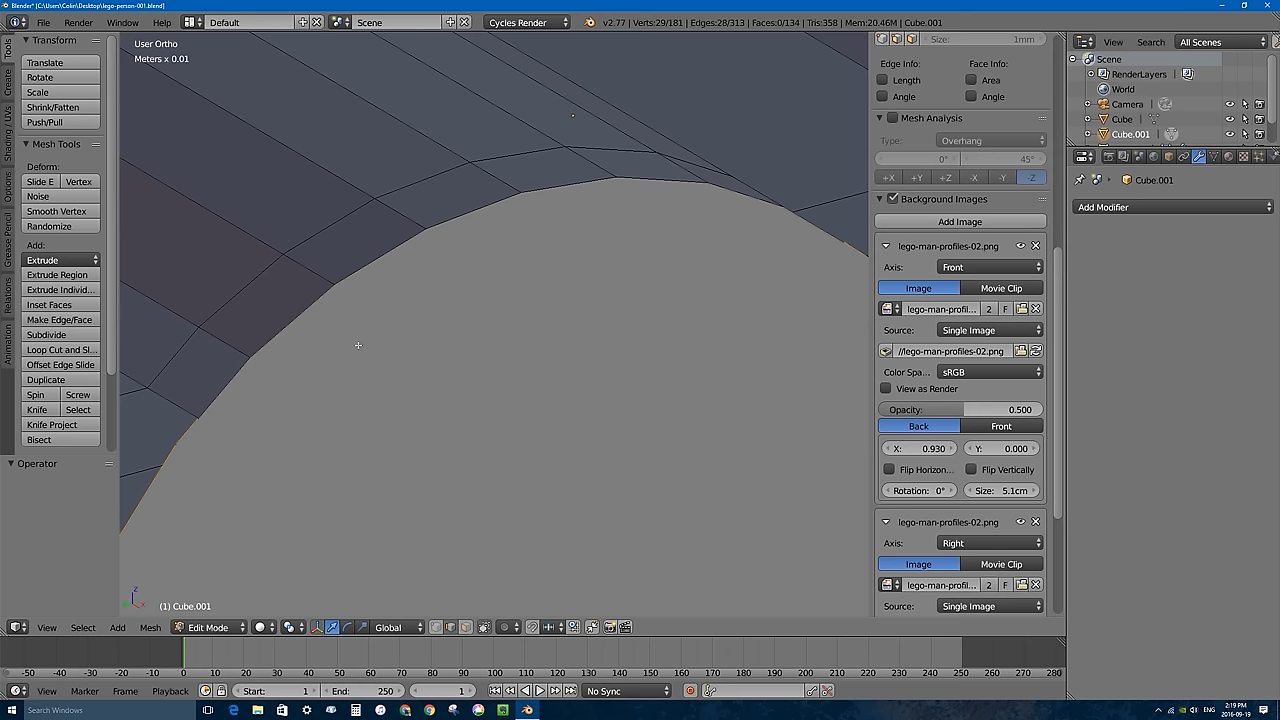 Blender* [C:\Users\Colin\Desktop\lego-person-001.blend]
File Render Window Help Default Scene Cycles Render v2.77 | Verts:29/181 | Edges:28/313 | Faces:0/134 | Tris:358 | Mem:20.46M | Cube.001
Tools
Create
Shading / UVs
Options
Grease Pencil
Relations
Animation
Transform
Translate
Rotate
Scale
Shrink/Fatten
Push/Pull
Mesh Tools
Deform:
Slide E Vertex
Noise
Smooth Vertex
Randomize
Add:
Extrude
Extrude Region
Extrude Individ...
Inset Faces
Make Edge/Face
Subdivide
Loop Cut and Sl...
Offset Edge Slide
Duplicate
Spin Screw
Knife Select
Knife Project
Bisect
Operator
User Ortho
Meters x 0.01
z
x
(1) Cube.001
Size: 1mm
Edge Info: Face Info:
Length Area
Angle Angle
Mesh Analysis
Type: Overhang
0° 45°
+X +Y +Z -X -Y -Z
Background Images
Add Image
lego-man-profiles-02.png
Axis: Front
Image Movie Clip
lego-man-profil... 2 F
Source: Single Image
//lego-man-profiles-02.png
Color Spa... sRGB
View as Render
Opacity: 0.500
Back Front
X: 0.930 Y: 0.000
Flip Horizon... Flip Vertically
Rotation: 0° Size: 5.1cm
lego-man-profiles-02.png
Axis: Right
Image Movie Clip
lego-man-profil... 2 F
Source: Single Image
View Search All Scenes
Scene
RenderLayers
World
Camera
Cube
Cube.001
Cube.001
Add Modifier
View Select Add Mesh Edit Mode Global
-50 -40 -30 -20 -10 0 10 20 30 40 50 60 70 80 90 100 110 120 130 140 150 160 170 180 190 200 210 220 230 240 250 260 270 280
View Marker Frame Playback Start: 1 End: 250 1 No Sync
Search Windows
ENG
2:19 PM
2016-09-19